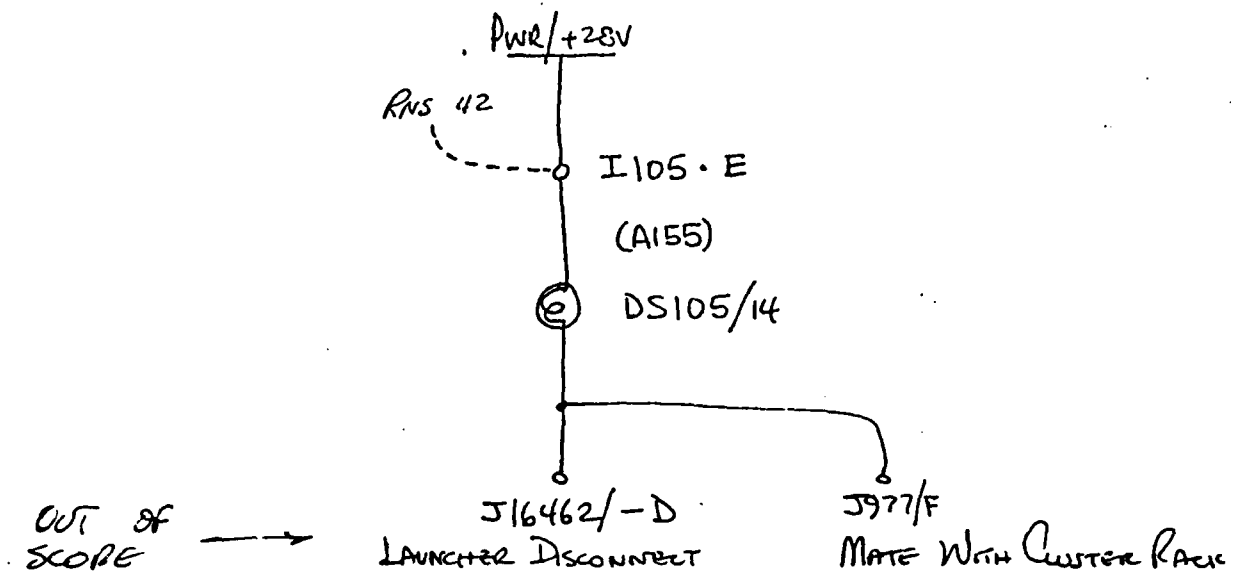 PWR/+28V
RNS 42
I105·E
(A155)
DS105/14
J16462/-D
J977/F
OUT OF
SCOPE
LAUNCHER DISCONNECT
MATE WITH CLUSTER RACK